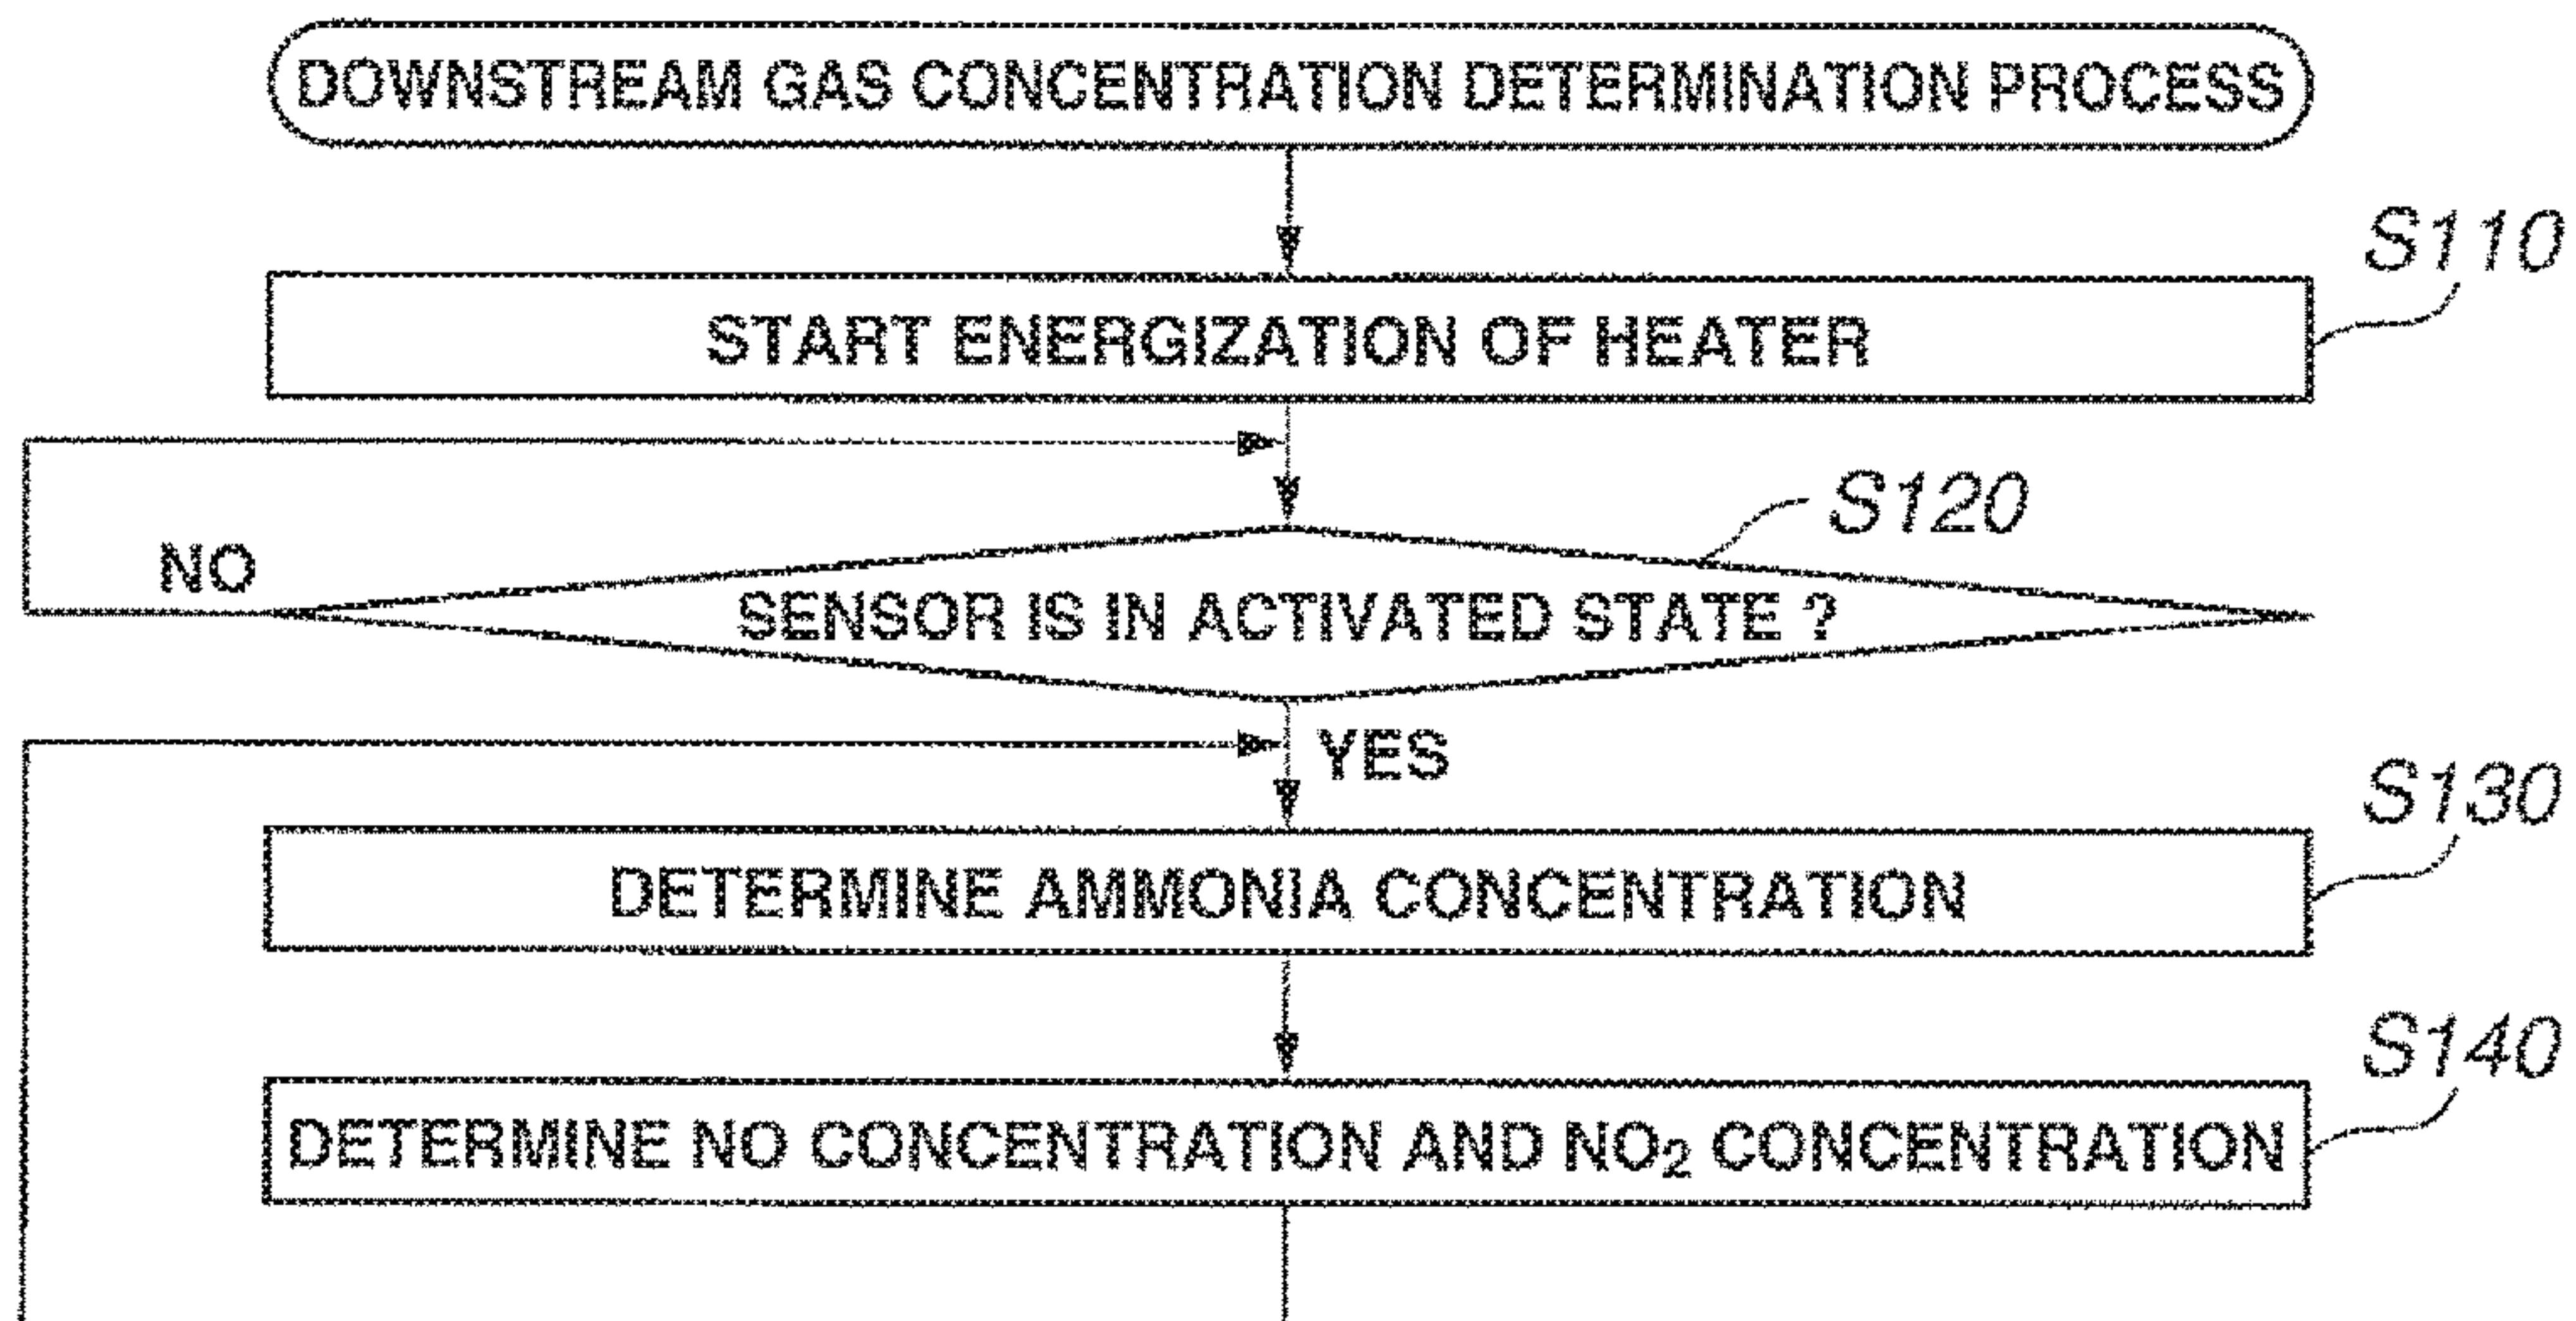 DOWNSTREAM GAS CONCENTRATION DETERMINATION PROCESS
S110
START ENERGIZATION OF HEATER
S120
NO
SENSOR IS IN ACTIVATED STATE ?
YES
S130
DETERMINE AMMONIA CONCENTRATION
S140
DETERMINE NO CONCENTRATION AND NO₂ CONCENTRATION